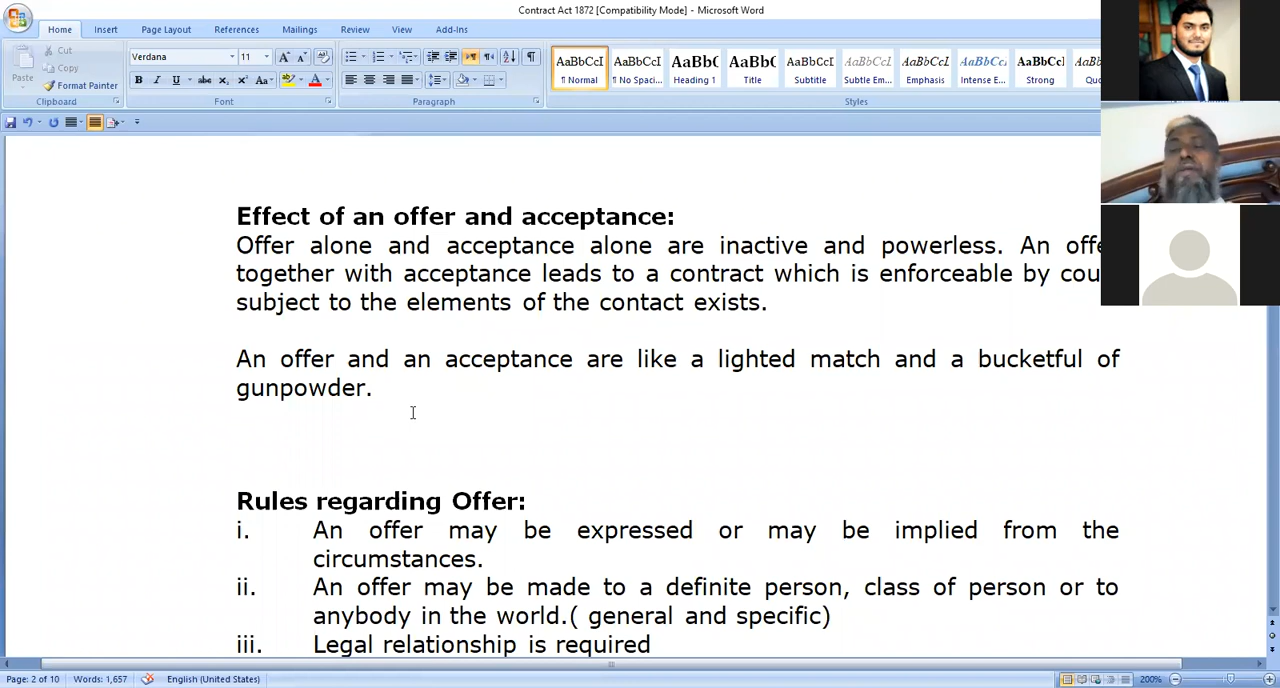 Contract Act 1872 [Compatibility Mode] - Microsoft Word
Home Insert Page Layout References Mailings Review View Add-Ins
Cut
Copy
Format Painter
Paste
Verdana 11
Clipboard Font Paragraph Styles
AaBbCcI AaBbCcI AaBbC AaBbC AaBbCcI AaBbCcL AaBbCcL AaBbCcL AaBbCcI
¶ Normal ¶ No Spaci... Heading 1 Title Subtitle Subtle Em... Emphasis Intense E... Strong Quo
Effect of an offer and acceptance:
Offer alone and acceptance alone are inactive and powerless. An offe
together with acceptance leads to a contract which is enforceable by cou
subject to the elements of the contact exists.
An offer and an acceptance are like a lighted match and a bucketful of
gunpowder.
Rules regarding Offer:
i. An offer may be expressed or may be implied from the
circumstances.
ii. An offer may be made to a definite person, class of person or to
anybody in the world.( general and specific)
iii. Legal relationship is required
Page: 2 of 10 Words: 1,657 English (United States) 200%